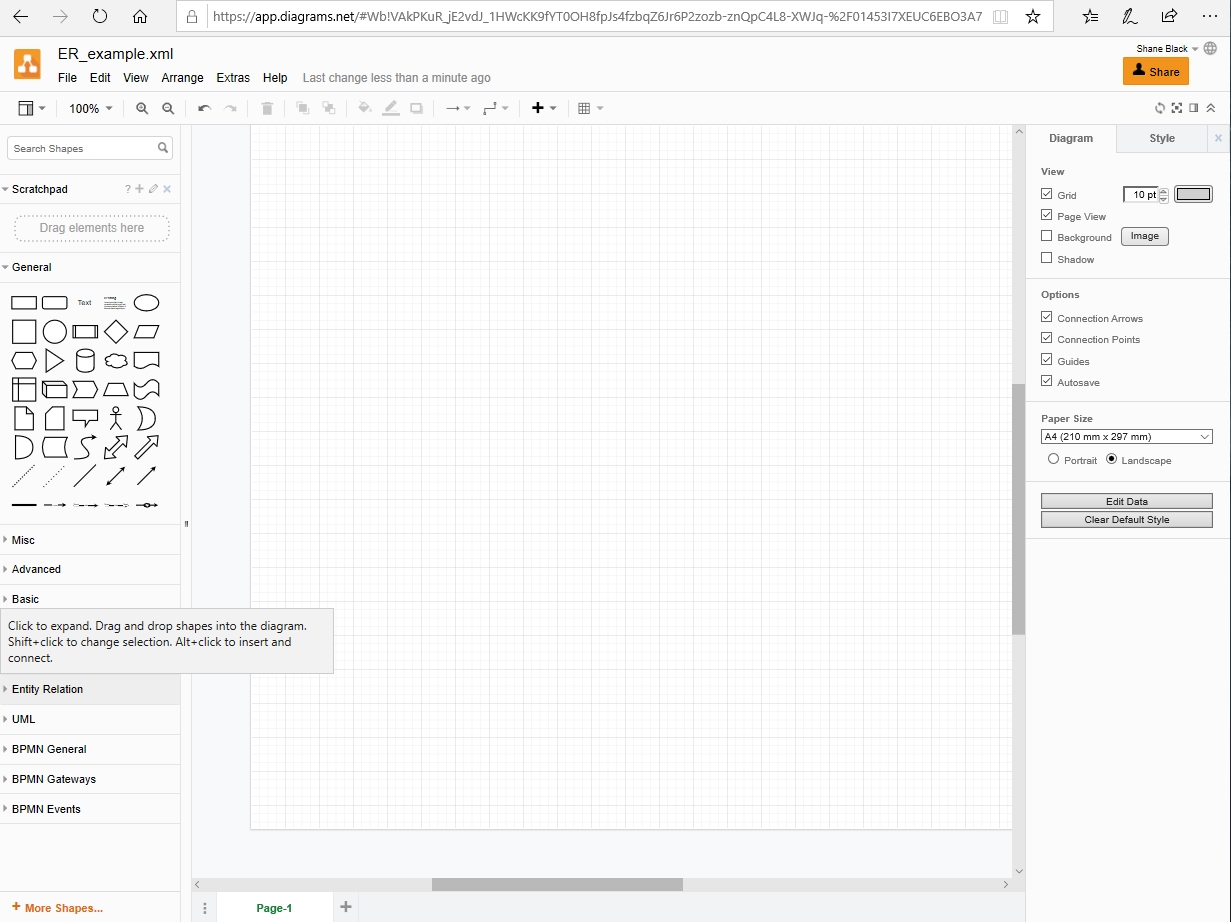 https://app.diagrams.net/#Wb!VAkPKuR_jE2vdJ_1HWcKK9fYT0OH8fpJs4fzbqZ6Jr6P2zozb-znQpC4L8-XWJq-%2F01453I7XEUC6EBO3A7
ER_example.xml
Shane Black
File Edit View Arrange Extras Help Last change less than a minute ago
Share
100%
Search Shapes
Diagram Style
View
Scratchpad ?
Grid 10 pt
Page View
Drag elements here
Background Image
Shadow
General
Options
Text
Connection Arrows
Connection Points
Guides
Autosave
Paper Size
A4 (210 mm x 297 mm)
Portrait Landscape
Edit Data
Clear Default Style
Misc
Advanced
Basic
Click to expand. Drag and drop shapes into the diagram.
Shift+click to change selection. Alt+click to insert and
connect.
Entity Relation
UML
BPMN General
BPMN Gateways
BPMN Events
+ More Shapes...
Page-1